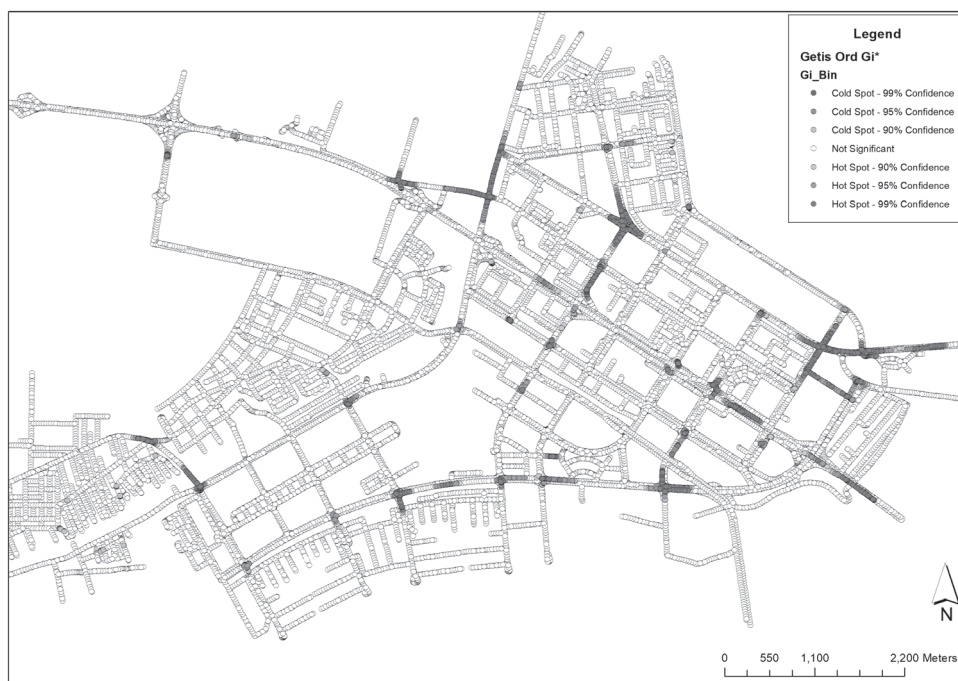 Legend
Getis Ord Gi*
Gi_Bin
Cold Spot - 99% Confidence
Cold Spot - 95% Confidence
Cold Spot - 90% Confidence
Not Significant
Hot Spot - 90% Confidence
Hot Spot - 95% Confidence
Hot Spot - 99% Confidence
N
0 550 1,100 2,200 Meters